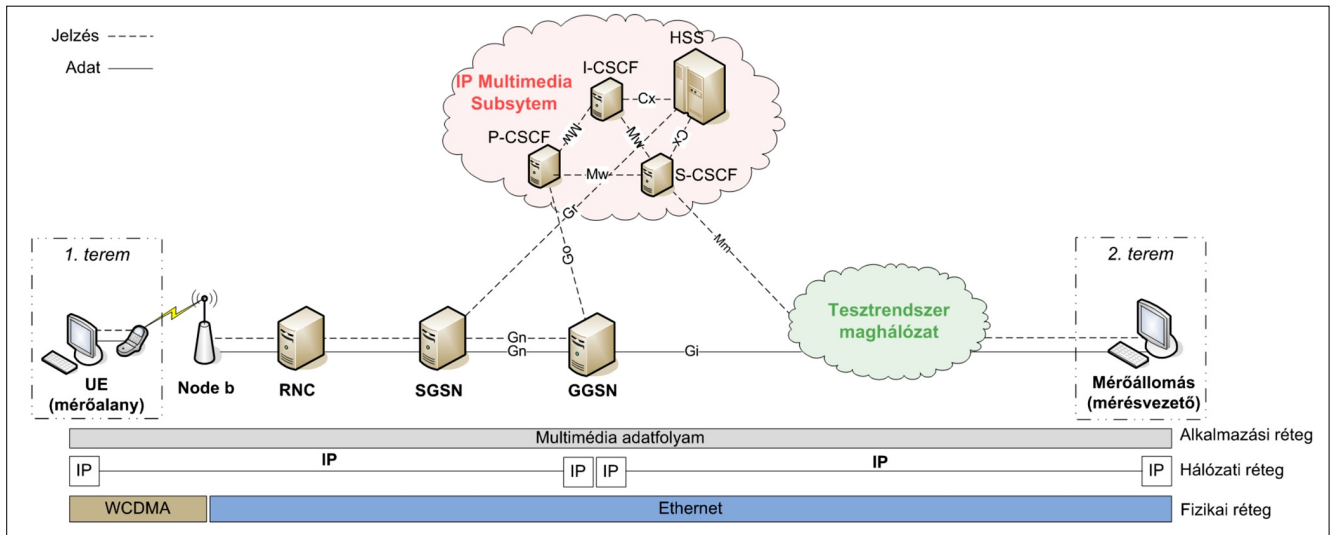 Jelzés
Adat
HSS
I-CSCF
IP Multimedia
Subsytem
Cx
P-CSCF
Mw
Mw
Cx
Mw
S-CSCF
Gr
Go
Mm
1. terem
2. terem
Tesztrendszer
maghálózat
Gn
Gn
Gi
UE
(mérőalany)
Node b
RNC
SGSN
GGSN
Mérőállomás
(mérésvezető)
Multimédia adatfolyam
Alkalmazási réteg
IP
IP
IP
IP
IP
IP
Hálózati réteg
WCDMA
Ethernet
Fizikai réteg